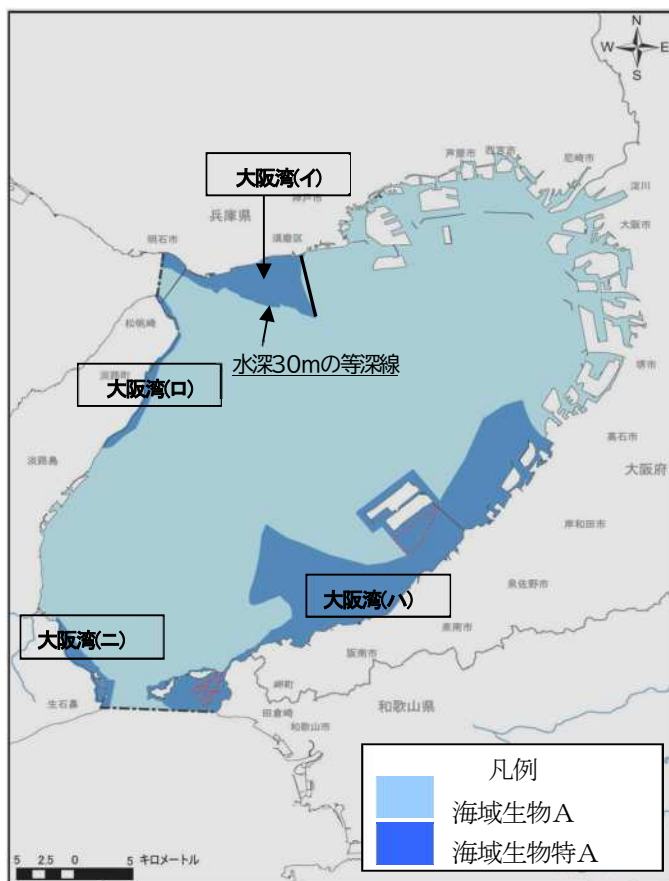 N
W E
S
芦屋市
西宮市
尼崎市
淀川
大阪市
大阪湾(イ)
兵庫県
神戸市
須磨区
明石市
松帆崎
水深30mの等深線
淡路町
大阪湾(ロ)
堺市
高石市
大阪府
淡路島
岸和田市
泉佐野市
大阪湾(ハ)
泉南市
大阪湾(ニ)
阪南市
岬町
生石鼻
田倉崎
和歌山県
和歌山市
凡例
海域生物A
海域生物特A
5 2.5 0 5 キロメートル